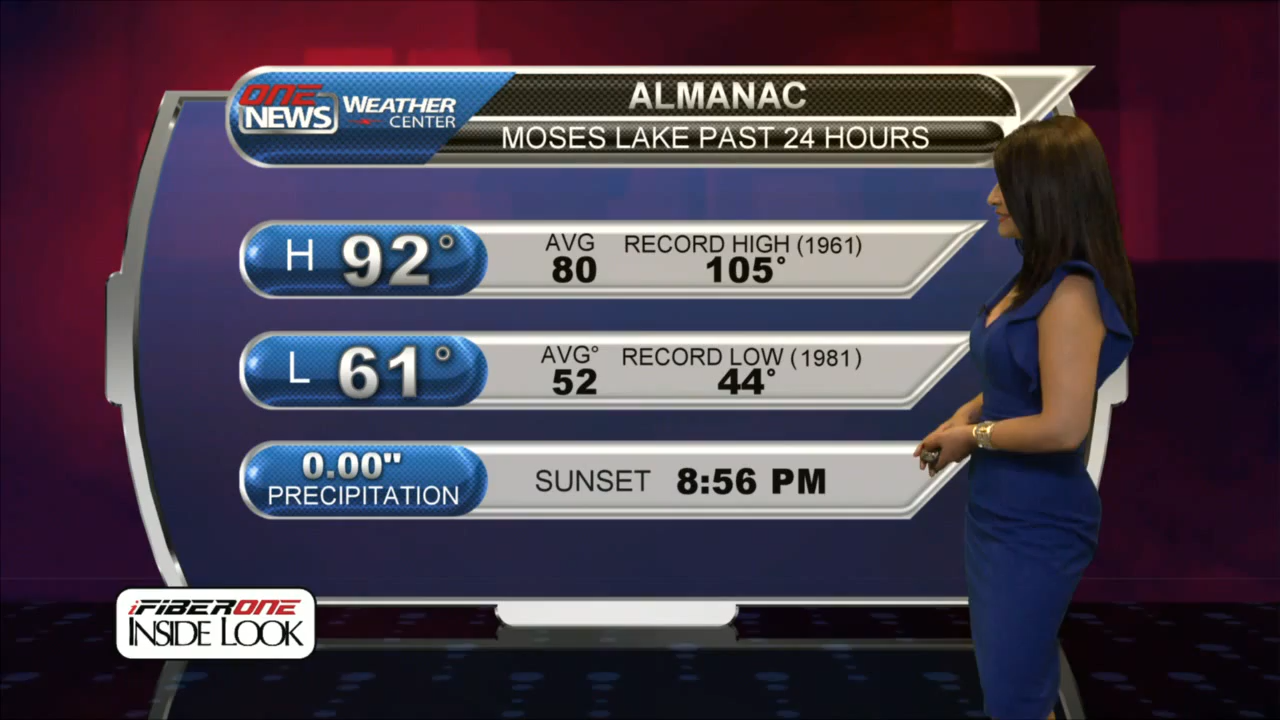 ONE
NEWS
WEATHER
CENTER
ALMANAC
MOSES LAKE PAST 24 HOURS
H 92°
AVG
80
RECORD HIGH (1961)
105°
L 61°
AVG°
52
RECORD LOW (1981)
44°
0.00"
PRECIPITATION
SUNSET 8:56 PM
iFIBERONE
INSIDE LOOK